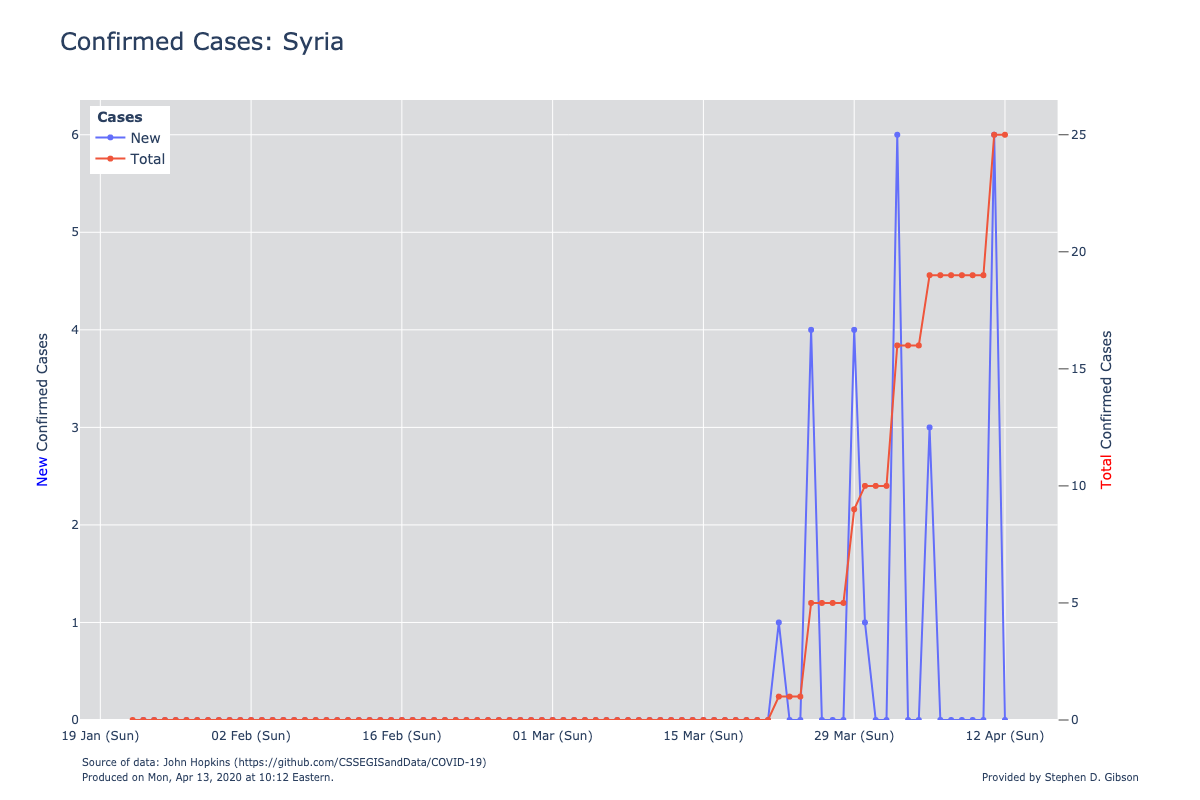 Confirmed Cases: Syria
Cases
New
Total
6
5
4
3
2
1
0
25
20
15
10
5
0
New Confirmed Cases
Total Confirmed Cases
19 Jan (Sun)
02 Feb (Sun)
16 Feb (Sun)
01 Mar (Sun)
15 Mar (Sun)
29 Mar (Sun)
12 Apr (Sun)
Source of data: John Hopkins (https://github.com/CSSEGISandData/COVID-19)
Produced on Mon, Apr 13, 2020 at 10:12 Eastern.
Provided by Stephen D. Gibson